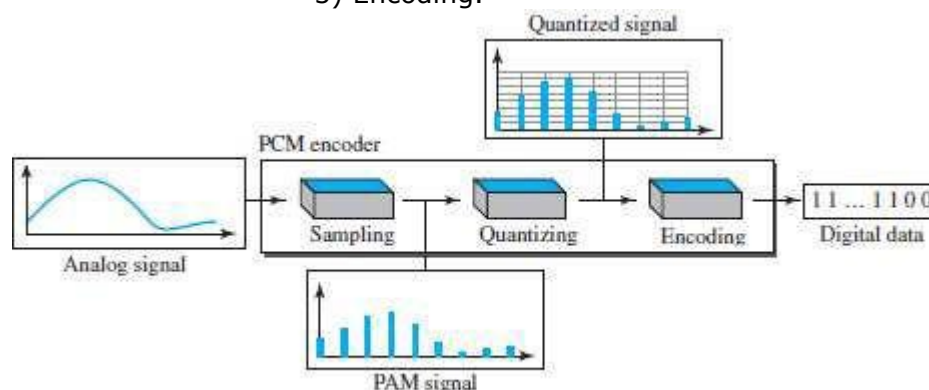 3) Encoding.
Quantized signal
PCM encoder
Sampling
Quantizing
Encoding
11 ... 1100
Digital data
Analog signal
PAM signal